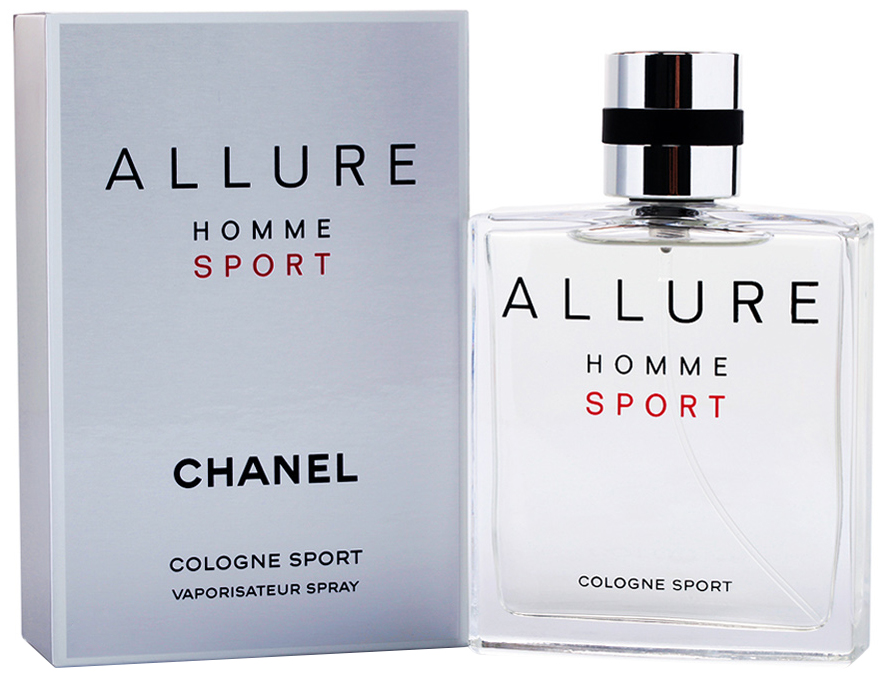 ALLURE
HOMME
SPORT
CHANEL
COLOGNE SPORT
VAPORISATEUR SPRAY
ALLURE
HOMME
SPORT
COLOGNE SPORT